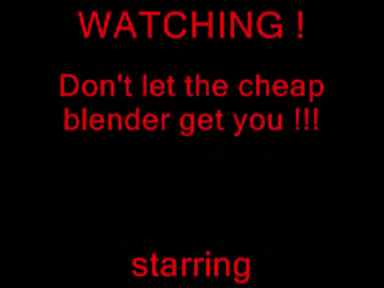 WATCHING !
Don't let the cheap
blender get you !!!
starring